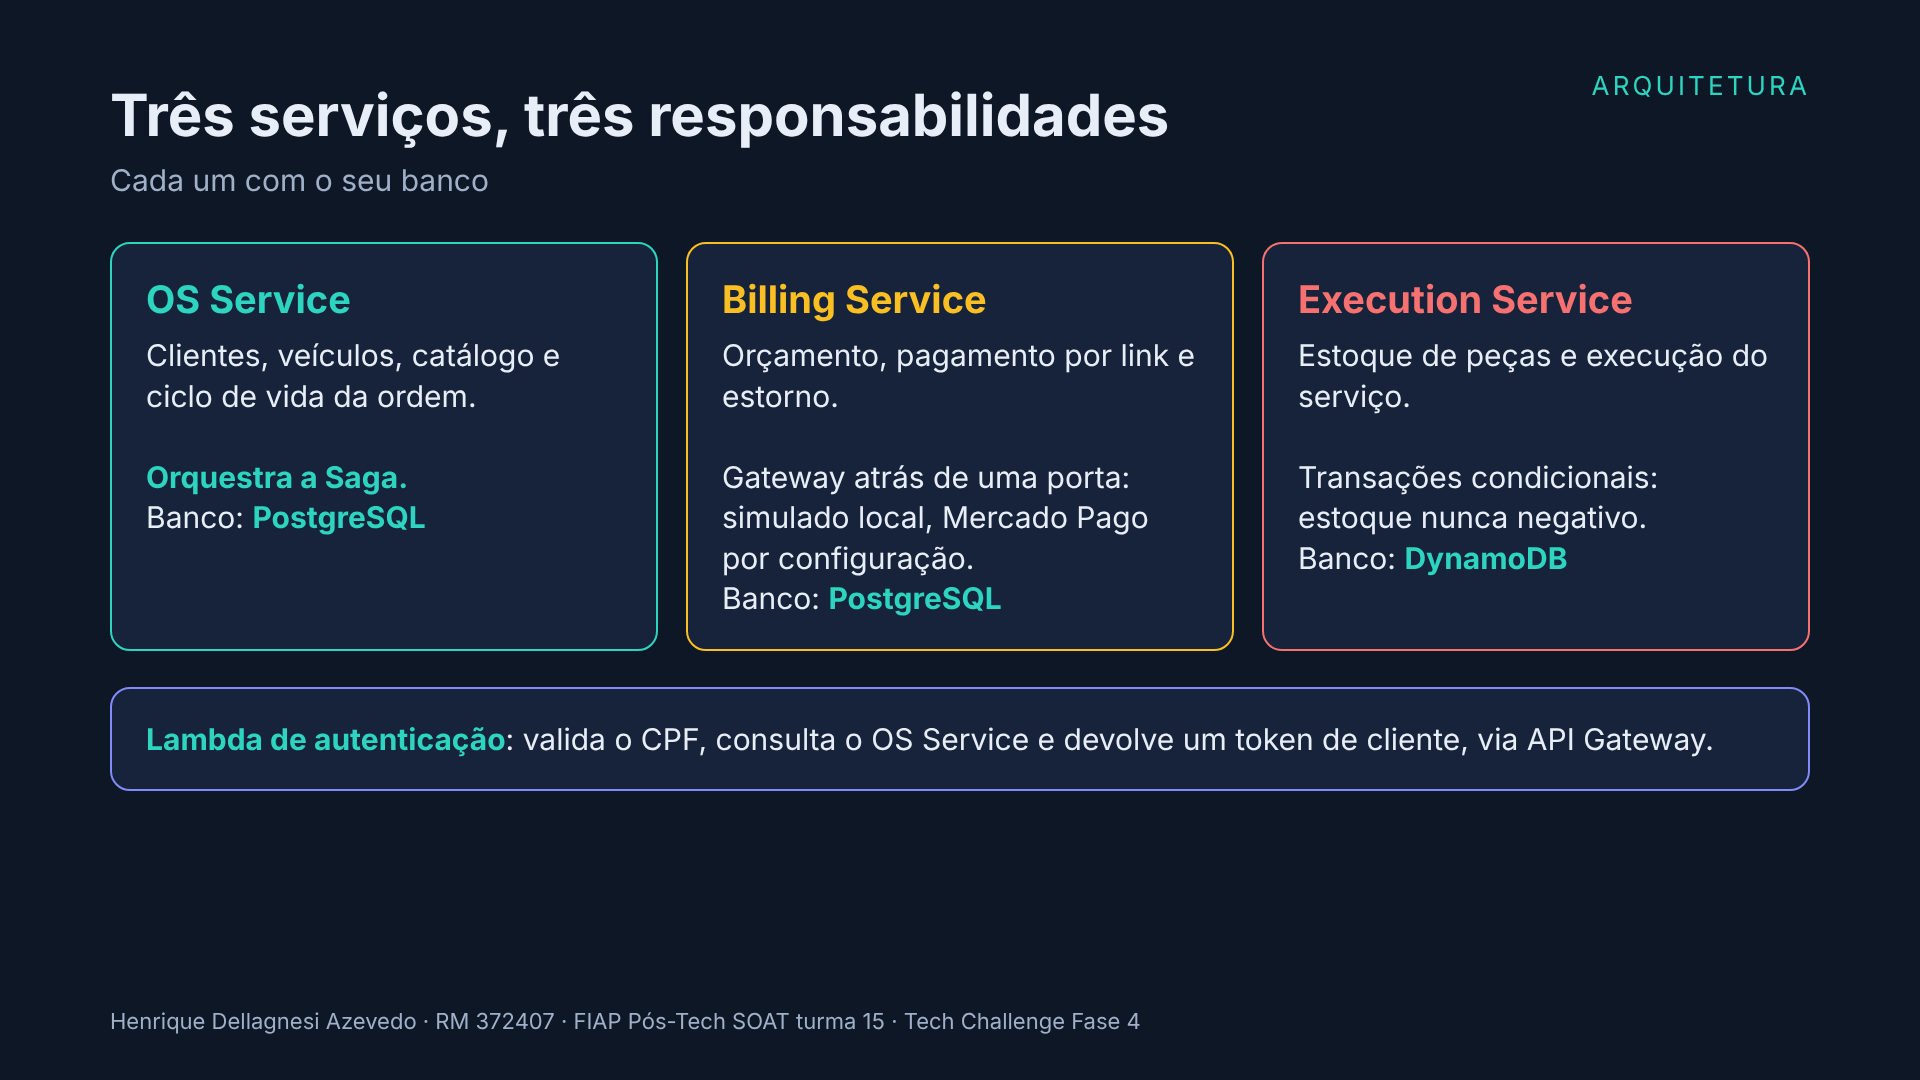 ARQUITETURA
Três serviços, três responsabilidades
Cada um com o seu banco
OS Service
Clientes, veículos, catálogo e
ciclo de vida da ordem.
Orquestra a Saga.
Banco: PostgreSQL
Billing Service
Orçamento, pagamento por link e
estorno.
Gateway atrás de uma porta:
simulado local, Mercado Pago
por configuração.
Banco: PostgreSQL
Execution Service
Estoque de peças e execução do
serviço.
Transações condicionais:
estoque nunca negativo.
Banco: DynamoDB
Lambda de autenticação: valida o CPF, consulta o OS Service e devolve um token de cliente, via API Gateway.
Henrique Dellagnesi Azevedo · RM 372407 · FIAP Pós-Tech SOAT turma 15 · Tech Challenge Fase 4